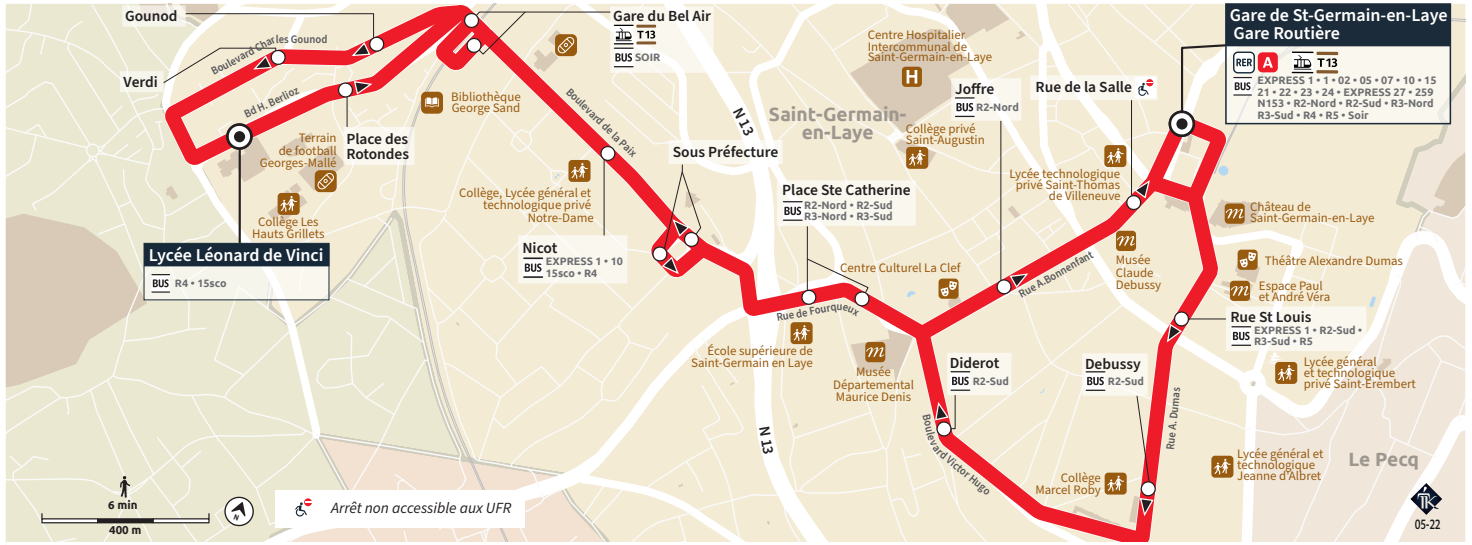 Gounod
Boulevard Charles Gounod
Verdi
Bd H. Berlioz
Place des
Rotondes
Terrain
de football
Georges-Mallé
Collège Les
Hauts Grillets
Lycée Léonard de Vinci
BUS R4 • 15sco
Gare du Bel Air
T13
BUS SOIR
Bibliothèque
George Sand
Boulevard de la Paix
Collège, Lycée général et
technologique privé
Notre-Dame
Nicot
BUS EXPRESS 1 • 10
15sco • R4
Sous Préfecture
N 13
Saint-Germain-
en-Laye
Centre Hospitalier
Intercommunal de
Saint-Germain-en-Laye
H
Collège privé
Saint-Augustin
Place Ste Catherine
BUS R2-Nord • R2-Sud
R3-Nord • R3-Sud
Centre Culturel La Clef
Rue de Fourqueux
École supérieure de
Saint-Germain en Laye
Musée
Départemental
Maurice Denis
N 13
Joffre
BUS R2-Nord
Rue de la Salle
Lycée technologique
privé Saint-Thomas
de Villeneuve
Rue A.Bonnenfant
Musée
Claude
Debussy
Gare de St-Germain-en-Laye
Gare Routière
RER A T13
BUS EXPRESS 1 • 1 • 02 • 05 • 07 • 10 • 15
21 • 22 • 23 • 24 • EXPRESS 27 • 259
N153 • R2-Nord • R2-Sud • R3-Nord
R3-Sud • R4 • R5 • Soir
Château de
Saint-Germain-en-Laye
Théâtre Alexandre Dumas
Espace Paul
et André Véra
Rue St Louis
BUS EXPRESS 1 • R2-Sud •
R3-Sud • R5
Lycée général
et technologique
privé Saint-Erembert
Diderot
BUS R2-Sud
Debussy
BUS R2-Sud
Rue A. Dumas
Boulevard Victor Hugo
Collège
Marcel Roby
Lycée général et
technologique
Jeanne d'Albret
Le Pecq
6 min
400 m
N
Arrêt non accessible aux UFR
05-22